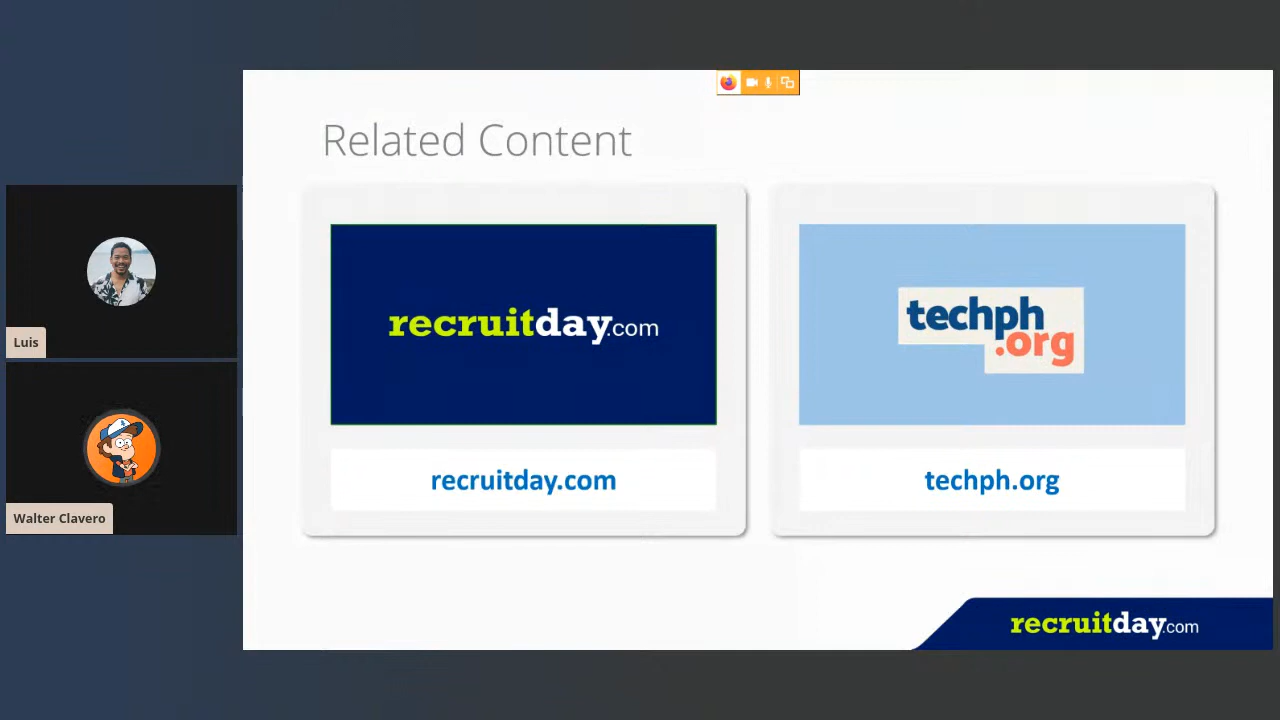 Related Content
recruitday.com
techph
.org
recruitday.com
techph.org
Luis
Walter Clavero
recruitday.com